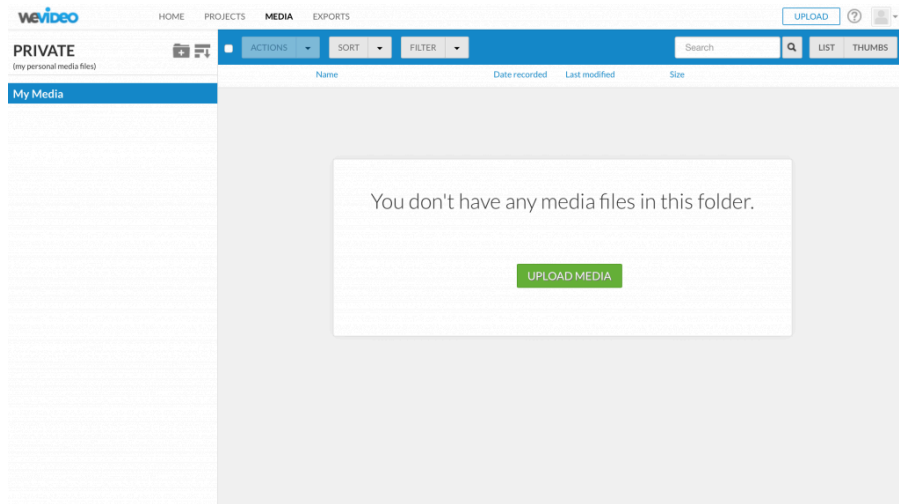 WeVIDEO HOME PROJECTS MEDIA EXPORTS UPLOAD ?
PRIVATE
(my personal media files)
ACTIONS SORT FILTER Search LIST THUMBS
Name Date recorded Last modified Size
My Media
You don't have any media files in this folder.
UPLOAD MEDIA